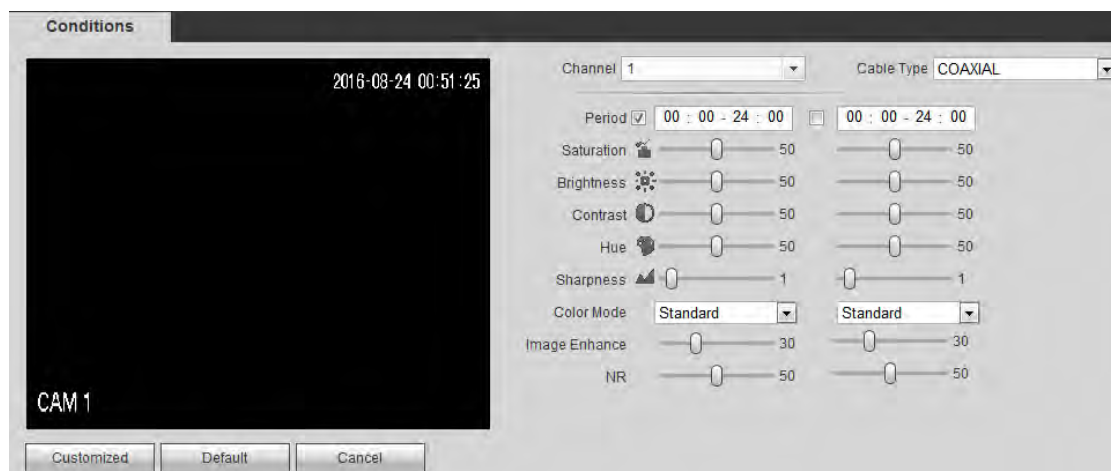 Conditions
2016-08-24 00:51:25
CAM 1
Channel 1 Cable Type COAXIAL
Period 00 : 00 - 24 : 00 00 : 00 - 24 : 00
Saturation 50 50
Brightness 50 50
Contrast 50 50
Hue 50 50
Sharpness 1 1
Color Mode Standard Standard
Image Enhance 30 30
NR 50 50
Customized Default Cancel